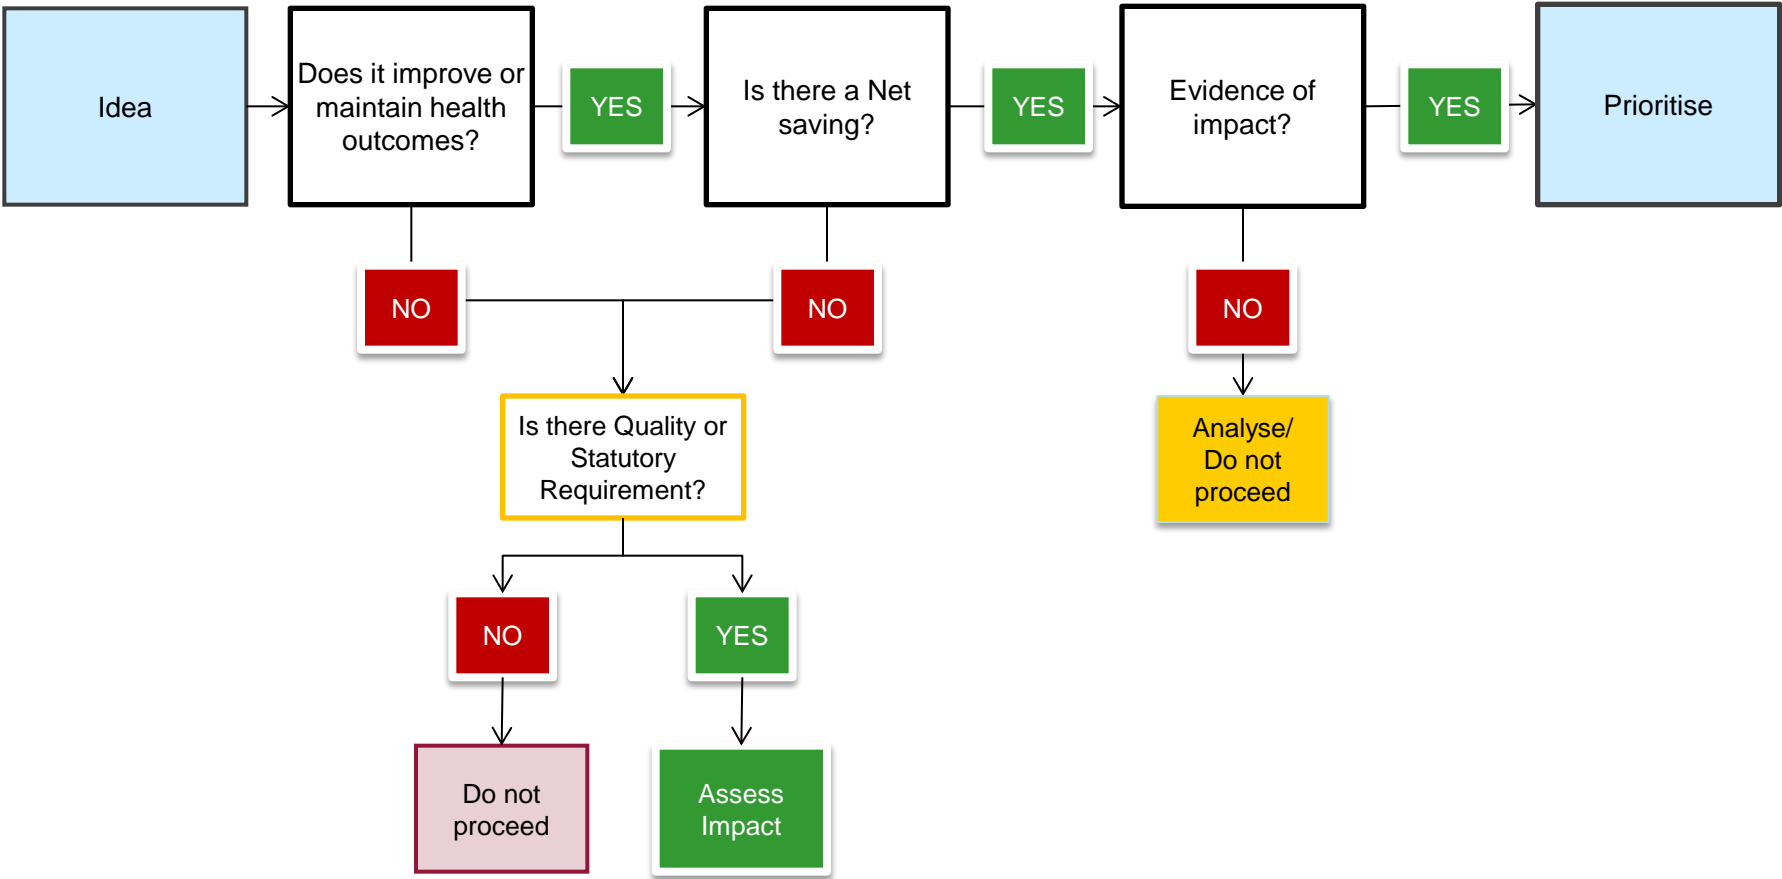 Idea
Does it improve or
maintain health
outcomes?
YES
Is there a Net
saving?
YES
Evidence of
impact?
YES
Prioritise
NO
NO
NO
Is there Quality or
Statutory
Requirement?
Analyse/
Do not
proceed
NO
YES
Do not
proceed
Assess
Impact